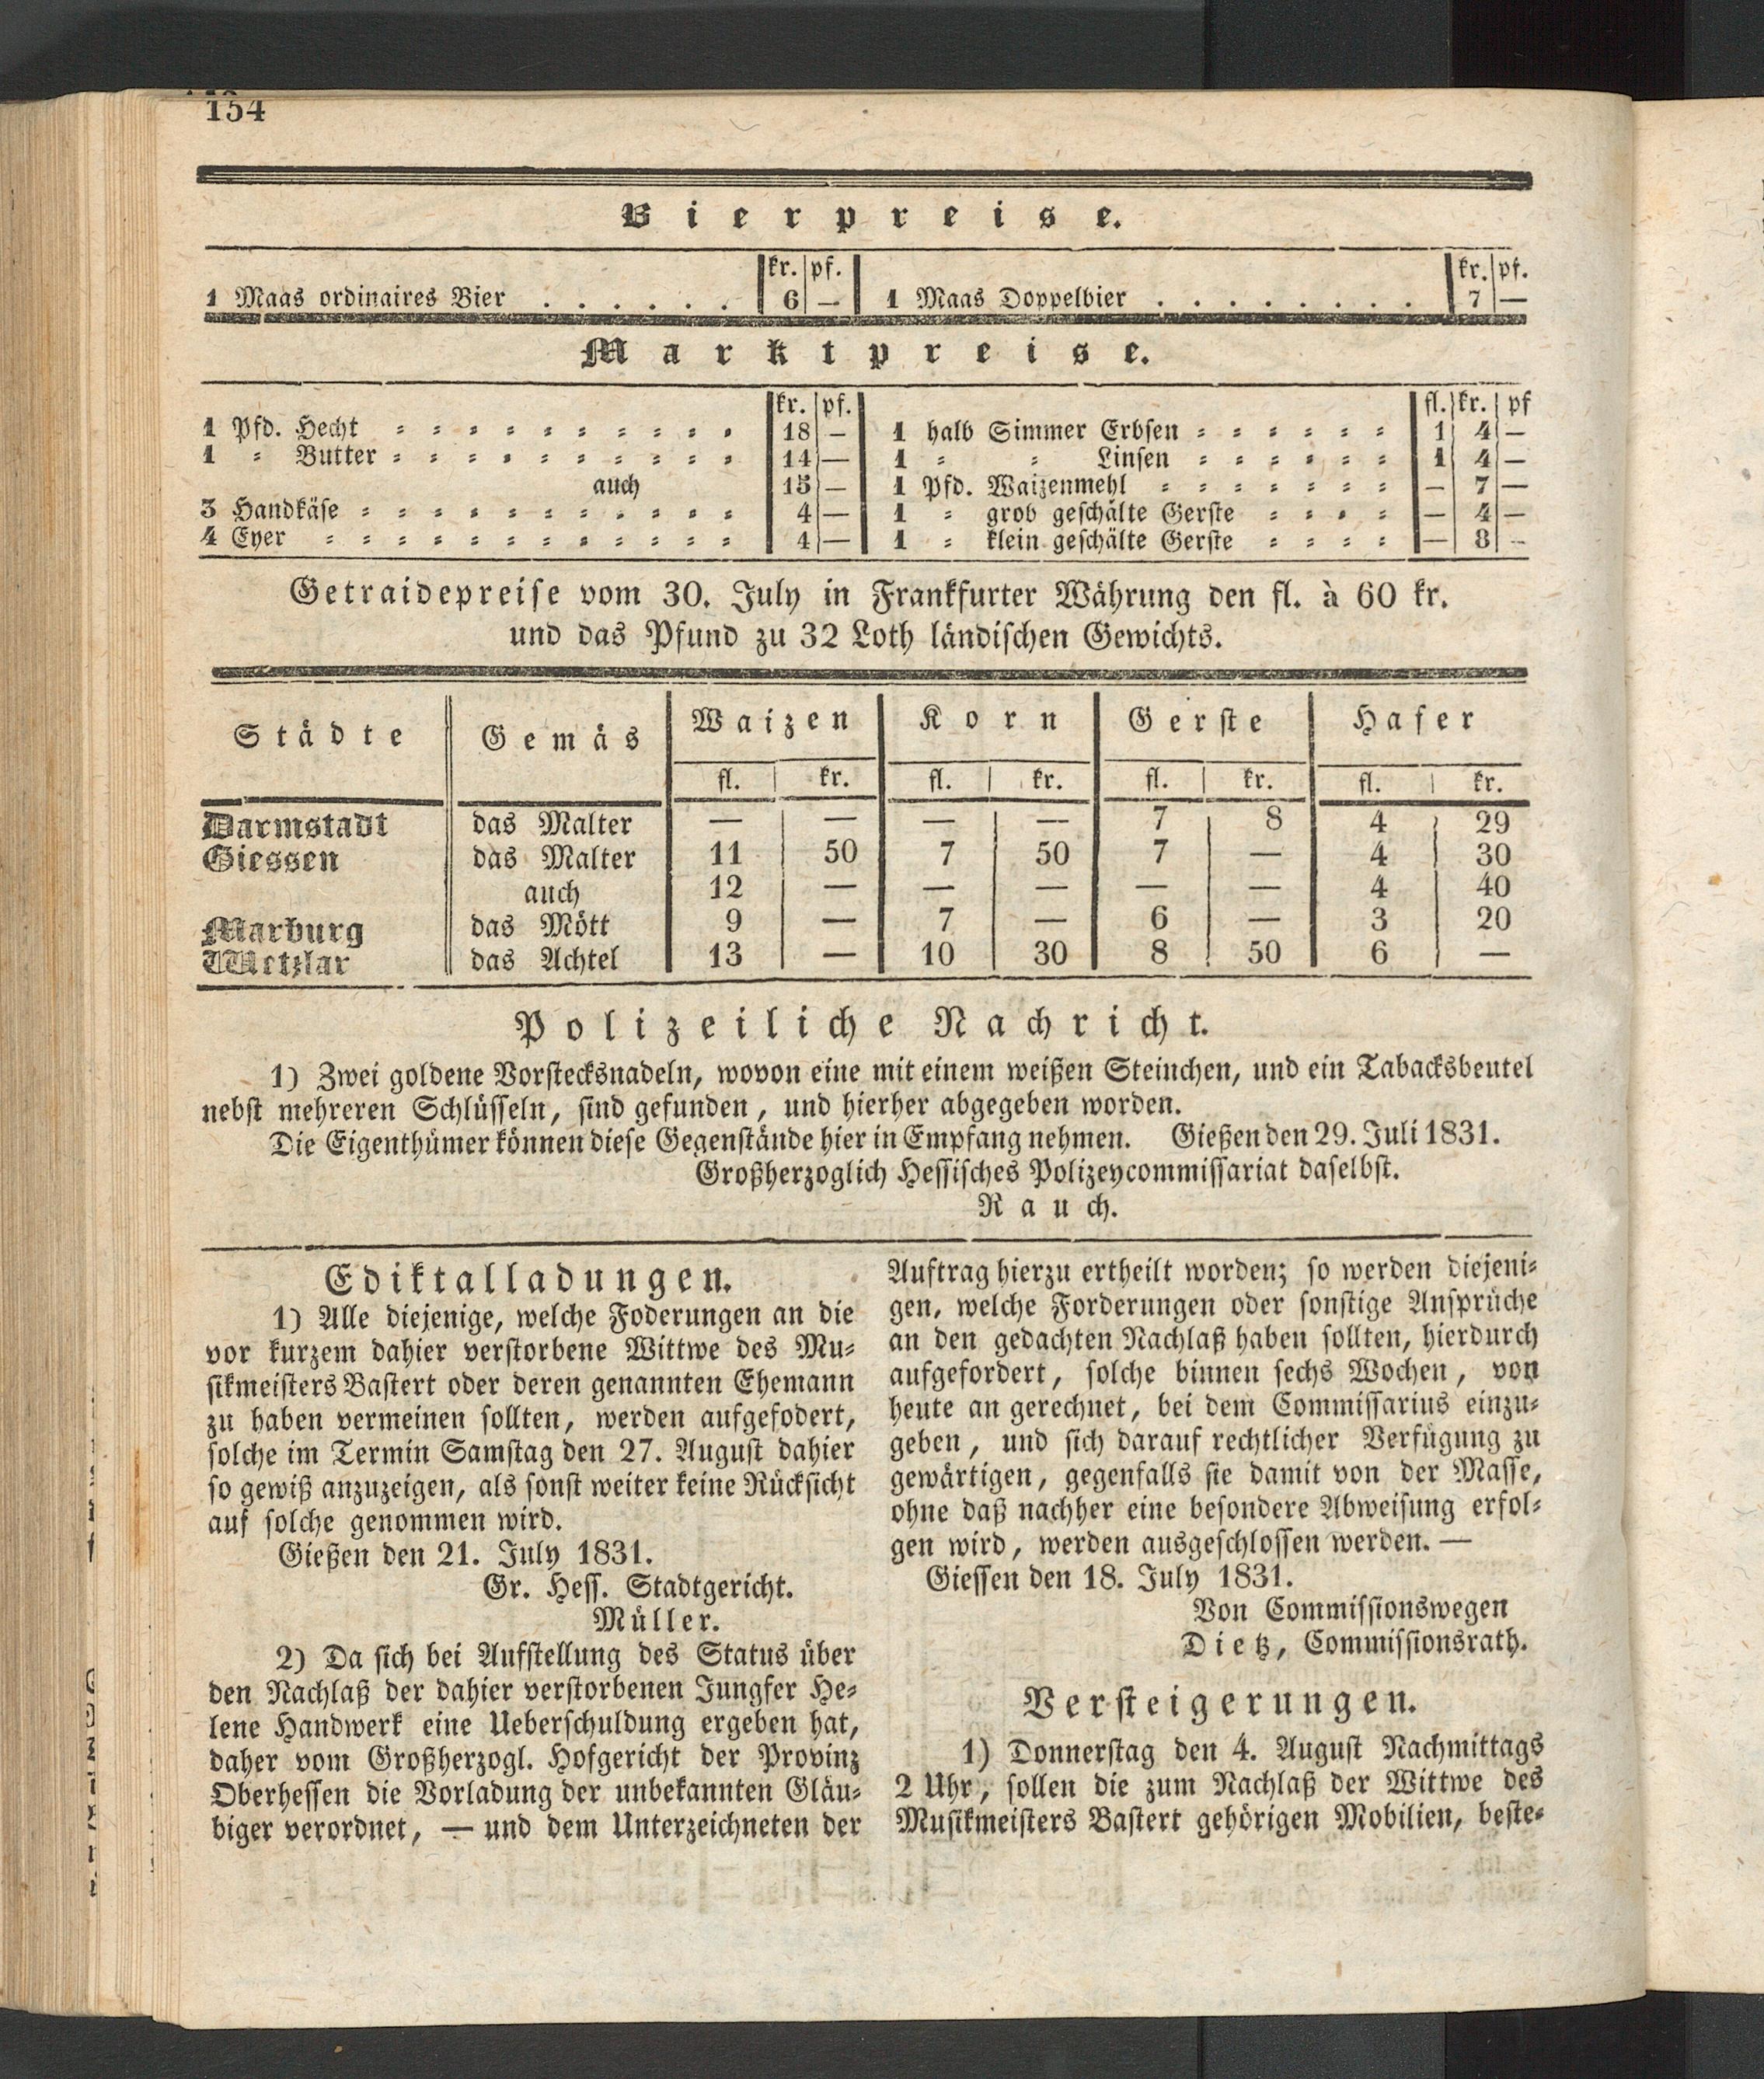 154
Bierpreise.
kr. pf. kr. pf.
1 Maas ordinaires Bier . . . . . . 6 — 1 Maas Doppelbier . . . . . . . . 7 —
Marktpreise.
kr. pf. fl. kr. pf
1 Pfd. Hecht 18 — 1 halb Simmer Erbsen 1 4 —
1 " Butter 14 — 1 " " Linsen 1 4 —
auch 15 — 1 Pfd. Waizenmehl — 7 —
3 Handkäse 4 — 1 " grob geschälte Gerste — 4 —
4 Eyer 4 — 1 " klein geschälte Gerste — 8 —
Getraidepreise vom 30. July in Frankfurter Währung den fl. à 60 kr.
und das Pfund zu 32 Loth ländischen Gewichts.
Städte Gemäs Waizen Korn Gerste Hafer
fl. kr. fl. kr. fl. kr. fl. kr.
Darmstadt das Malter — — — — 7 8 4 29
Giessen das Malter 11 50 7 50 7 — 4 30
auch 12 — — — — — 4 40
Marburg das Mött 9 — 7 — 6 — 3 20
Wetzlar das Achtel 13 — 10 30 8 50 6 —
Polizeiliche Nachricht.
1) Zwei goldene Vorstecksnadeln, wovon eine mit einem weißen Steinchen, und ein Tabacksbeutel
nebst mehreren Schlüsseln, sind gefunden, und hierher abgegeben worden.
Die Eigenthümer können diese Gegenstände hier in Empfang nehmen. Gießen den 29. Juli 1831.
Großherzoglich Hessisches Polizeycommissariat daselbst.
Rauch.
Ediktalladungen.
1) Alle diejenige, welche Foderungen an die
vor kurzem dahier verstorbene Wittwe des Mu-
sikmeisters Bastert oder deren genannten Ehemann
zu haben vermeinen sollten, werden aufgefodert,
solche im Termin Samstag den 27. August dahier
so gewiß anzuzeigen, als sonst weiter keine Rücksicht
auf solche genommen wird.
Gießen den 21. July 1831.
Gr. Hess. Stadtgericht.
Müller.
2) Da sich bei Aufstellung des Status über
den Nachlaß der dahier verstorbenen Jungfer He-
lene Handwerk eine Ueberschuldung ergeben hat,
daher vom Großherzogl. Hofgericht der Provinz
Oberhessen die Vorladung der unbekannten Gläu-
biger verordnet, — und dem Unterzeichneten der
Auftrag hierzu ertheilt worden; so werden diejeni-
gen, welche Forderungen oder sonstige Ansprüche
an den gedachten Nachlaß haben sollten, hierdurch
aufgefordert, solche binnen sechs Wochen, von
heute an gerechnet, bei dem Commissarius einzu-
geben, und sich darauf rechtlicher Verfügung zu
gewärtigen, gegenfalls sie damit von der Masse,
ohne daß nachher eine besondere Abweisung erfol-
gen wird, werden ausgeschlossen werden. —
Giessen den 18. July 1831.
Von Commissionswegen
Dietz, Commissionsrath.
Versteigerungen.
1) Donnerstag den 4. August Nachmittags
2 Uhr, sollen die zum Nachlaß der Wittwe des
Musikmeisters Bastert gehörigen Mobilien, beste-